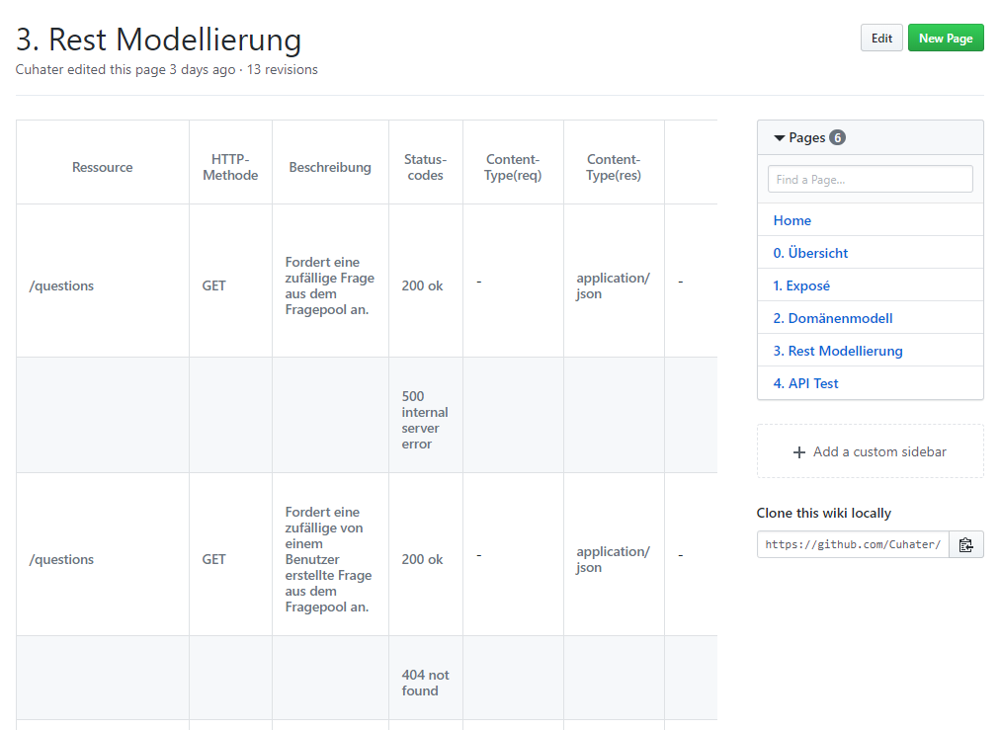 3. Rest Modellierung
Edit
New Page
Cuhater edited this page 3 days ago · 13 revisions
Ressource
HTTP-
Methode
Beschreibung
Status-
codes
Content-
Type(req)
Content-
Type(res)
/questions
GET
Fordert eine
zufällige Frage
aus dem
Fragepool an.
200 ok
-
application/
json
-
500
internal
server
error
/questions
GET
Fordert eine
zufällige von
einem
Benutzer
erstellte Frage
aus dem
Fragepool an.
200 ok
-
application/
json
-
404 not
found
Pages 6
Find a Page...
Home
0. Übersicht
1. Exposé
2. Domänenmodell
3. Rest Modellierung
4. API Test
+ Add a custom sidebar
Clone this wiki locally
https://github.com/Cuhater/